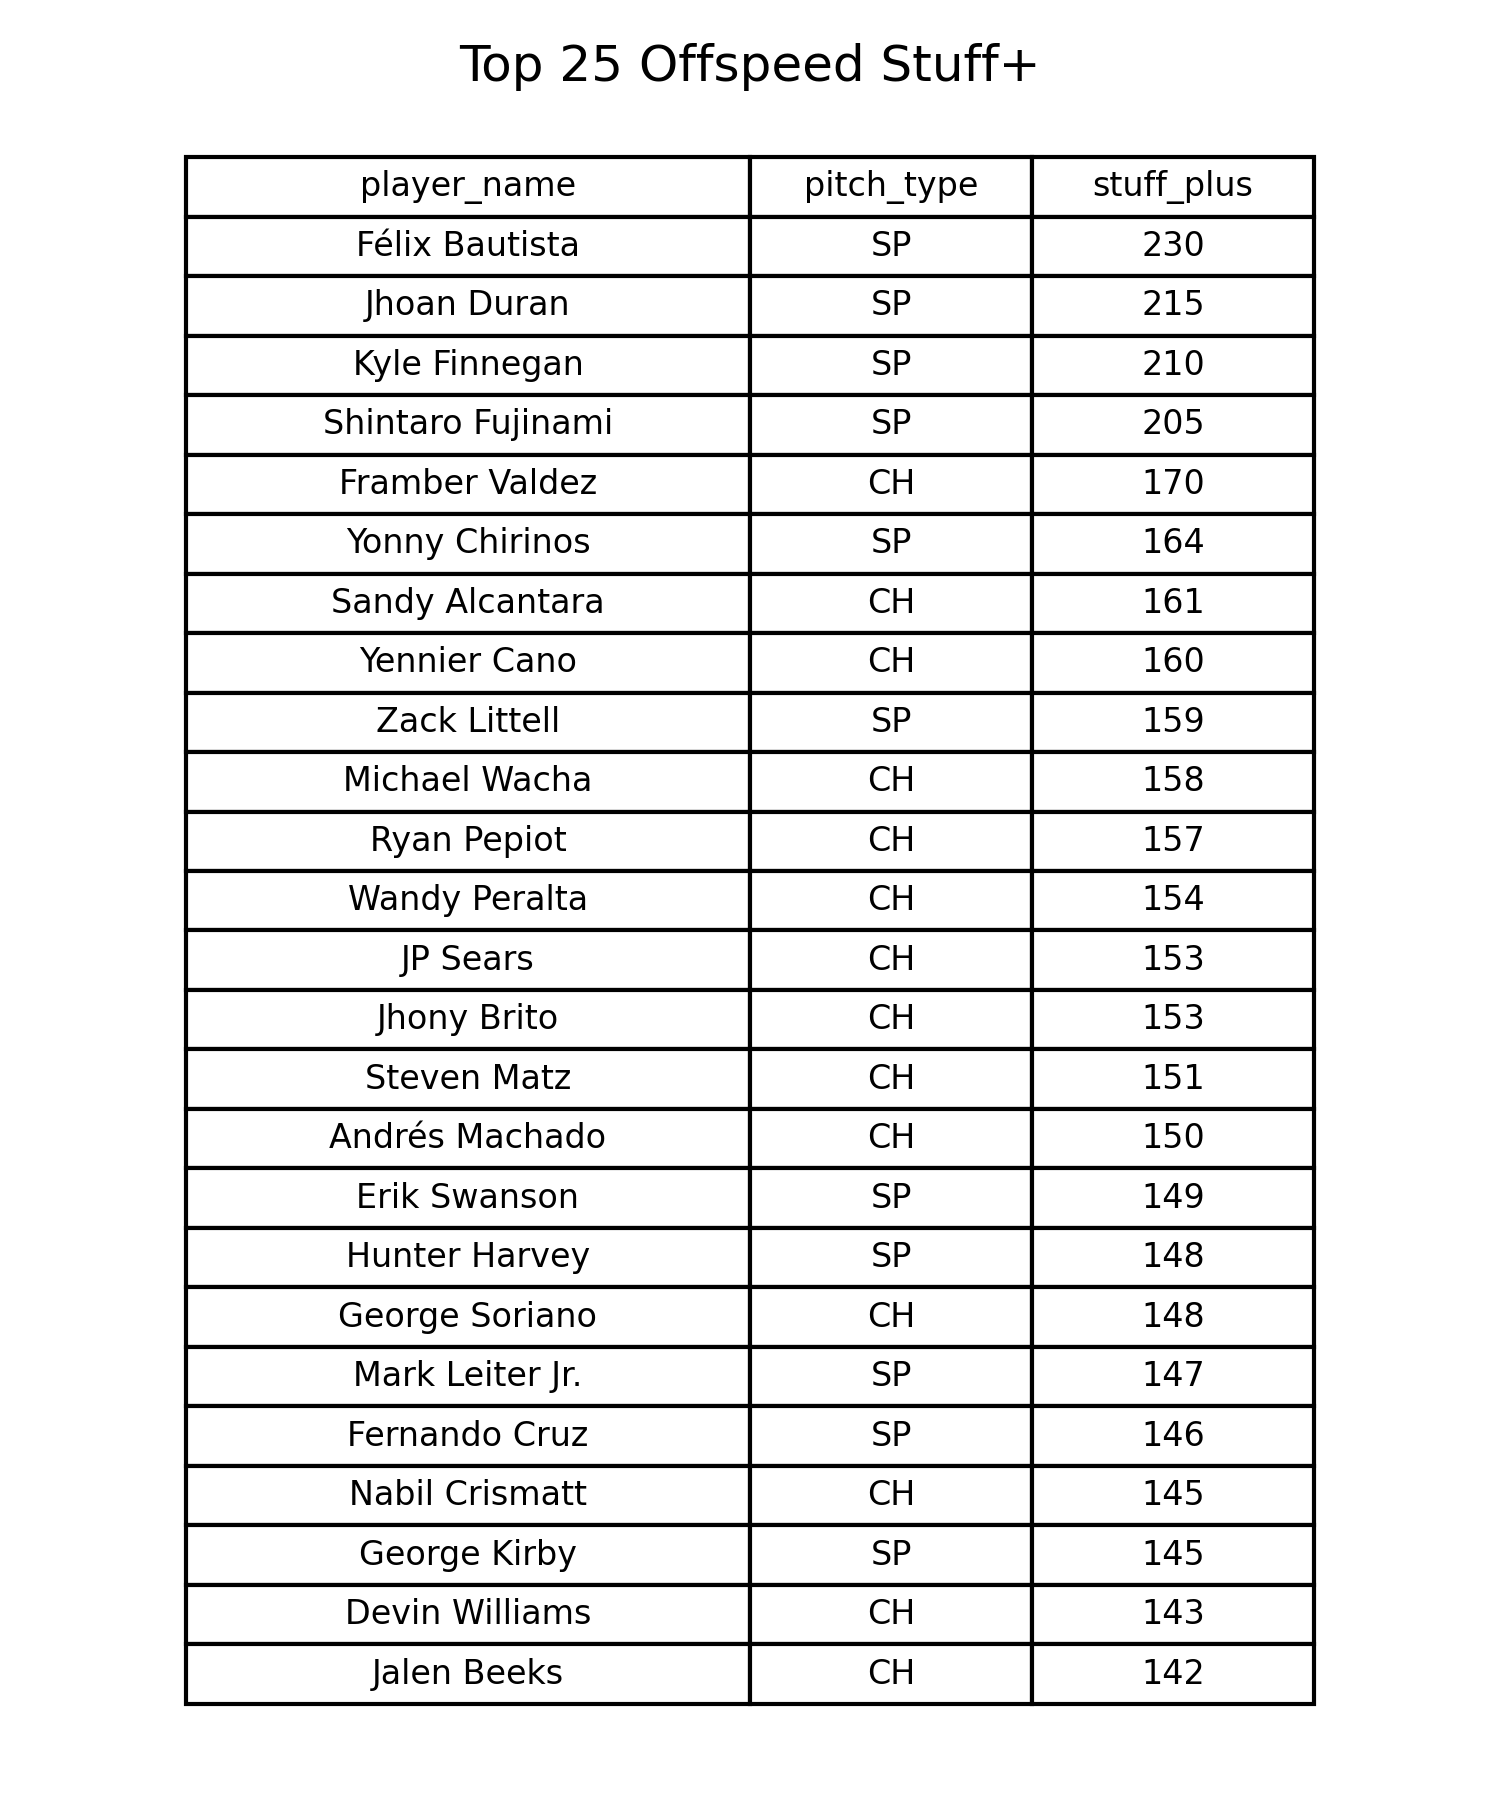 Top 25 Offspeed Stuff+
player_name pitch_type stuff_plus
Félix Bautista SP 230
Jhoan Duran SP 215
Kyle Finnegan SP 210
Shintaro Fujinami SP 205
Framber Valdez CH 170
Yonny Chirinos SP 164
Sandy Alcantara CH 161
Yennier Cano CH 160
Zack Littell SP 159
Michael Wacha CH 158
Ryan Pepiot CH 157
Wandy Peralta CH 154
JP Sears CH 153
Jhony Brito CH 153
Steven Matz CH 151
Andrés Machado CH 150
Erik Swanson SP 149
Hunter Harvey SP 148
George Soriano CH 148
Mark Leiter Jr. SP 147
Fernando Cruz SP 146
Nabil Crismatt CH 145
George Kirby SP 145
Devin Williams CH 143
Jalen Beeks CH 142